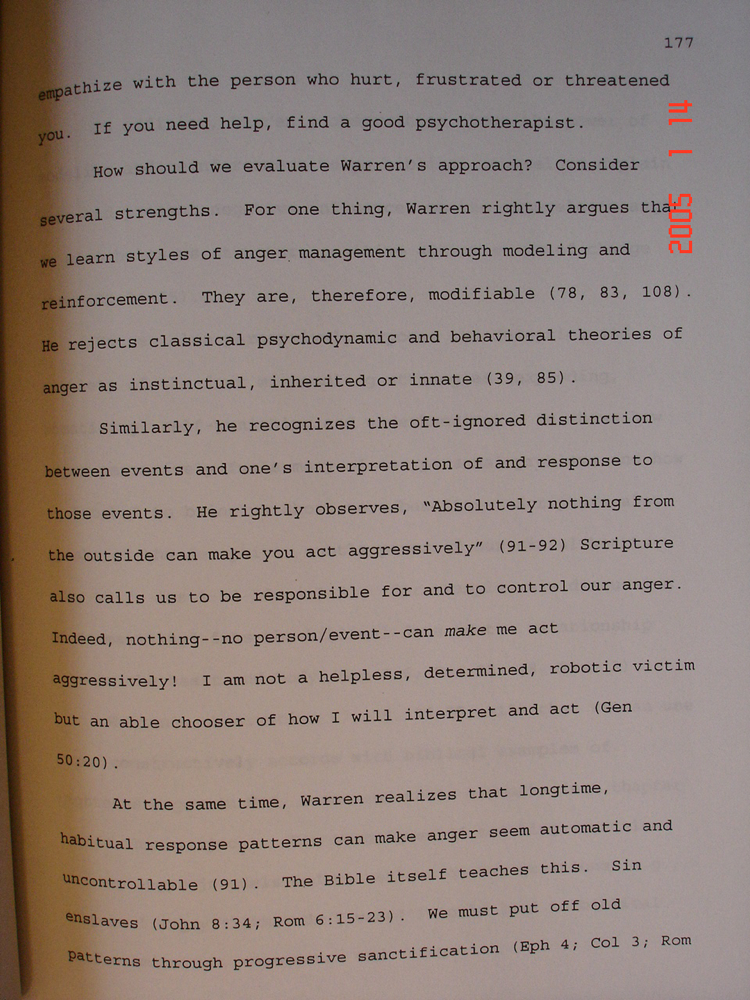 177
empathize with the person who hurt, frustrated or threatened
you.  If you need help, find a good psychotherapist.
How should we evaluate Warren's approach?  Consider
several strengths.  For one thing, Warren rightly argues that
we learn styles of anger management through modeling and
reinforcement.  They are, therefore, modifiable (78, 83, 108).
He rejects classical psychodynamic and behavioral theories of
anger as instinctual, inherited or innate (39, 85).
Similarly, he recognizes the oft-ignored distinction
between events and one's interpretation of and response to
those events.  He rightly observes, "Absolutely nothing from
the outside can make you act aggressively" (91-92) Scripture
also calls us to be responsible for and to control our anger.
Indeed, nothing--no person/event--can make me act
aggressively!  I am not a helpless, determined, robotic victim
but an able chooser of how I will interpret and act (Gen
50:20).
At the same time, Warren realizes that longtime,
habitual response patterns can make anger seem automatic and
uncontrollable (91).  The Bible itself teaches this.  Sin
enslaves (John 8:34; Rom 6:15-23).  We must put off old
patterns through progressive sanctification (Eph 4; Col 3; Rom
2005 1 14